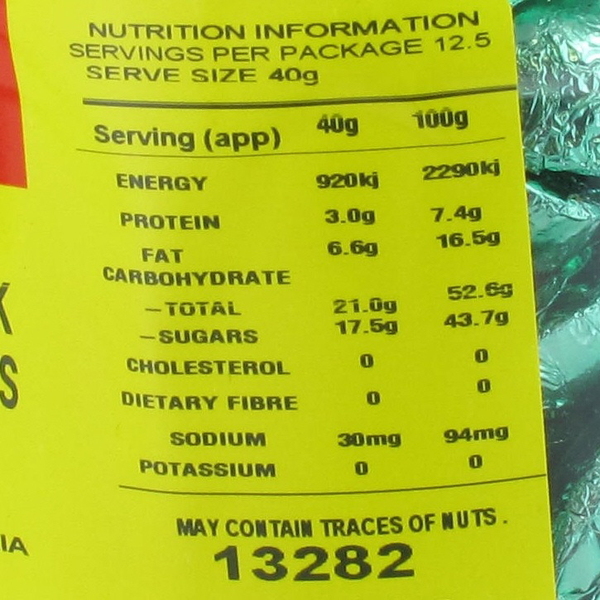 NUTRITION INFORMATION
SERVINGS PER PACKAGE 12.5
SERVE SIZE 40g
Serving (app) 40g 100g
ENERGY 920kj 2290kj
PROTEIN 3.0g 7.4g
FAT 6.6g 16.5g
CARBOHYDRATE
—TOTAL 21.0g 52.6g
—SUGARS 17.5g 43.7g
CHOLESTEROL 0 0
DIETARY FIBRE 0 0
SODIUM 30mg 94mg
POTASSIUM 0 0
MAY CONTAIN TRACES OF NUTS.
13282
K
S
IA